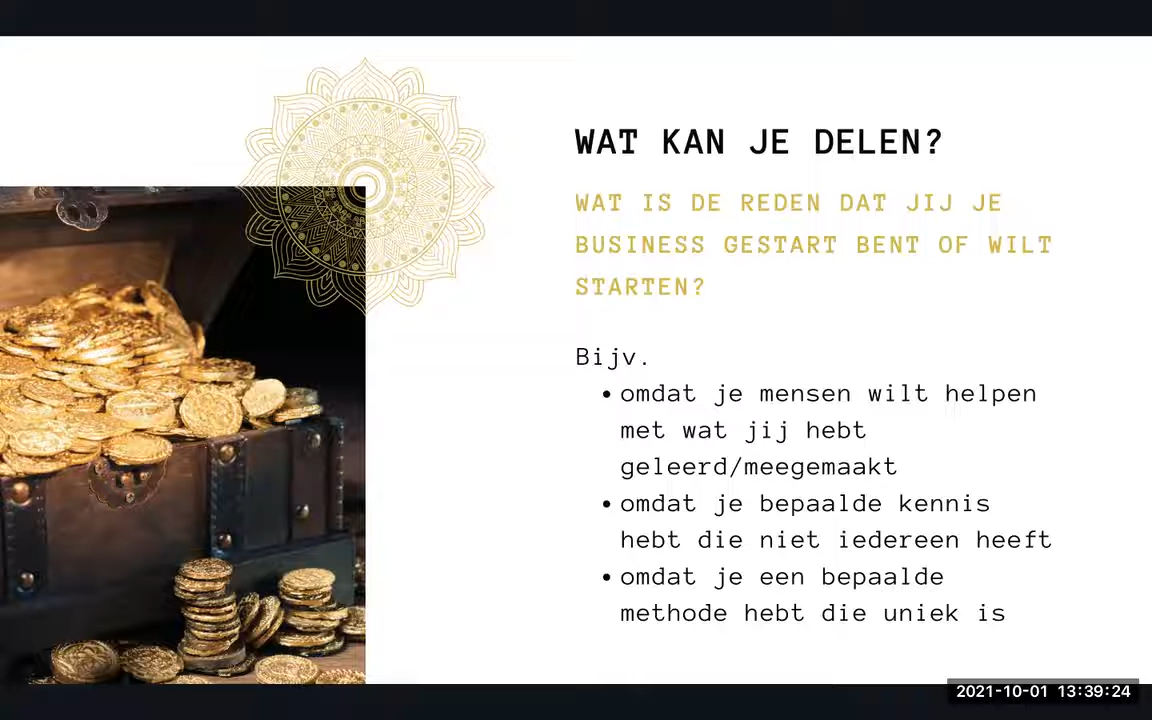 WAT KAN JE DELEN?
WAT IS DE REDEN DAT JIJ JE
BUSINESS GESTART BENT OF WILT
STARTEN?
Bijv.
• omdat je mensen wilt helpen
met wat jij hebt
geleerd/meegemaakt
• omdat je bepaalde kennis
hebt die niet iedereen heeft
• omdat je een bepaalde
methode hebt die uniek is
2021-10-01 13:39:24